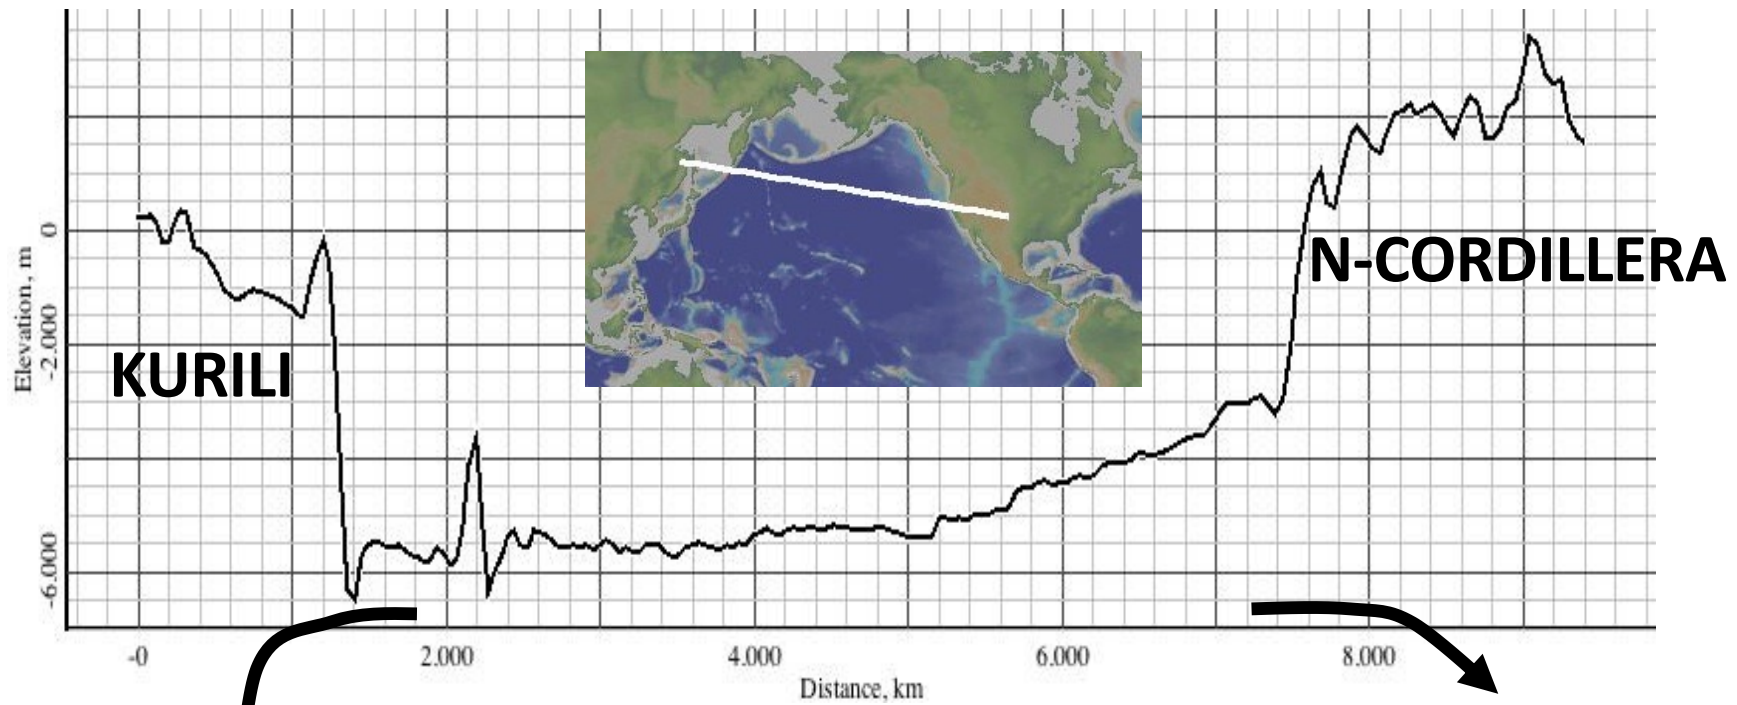 KURILI
N-CORDILLERA
Elevation, m
0
-2.000
-6.000
-0
2.000
4.000
6.000
8.000
Distance, km